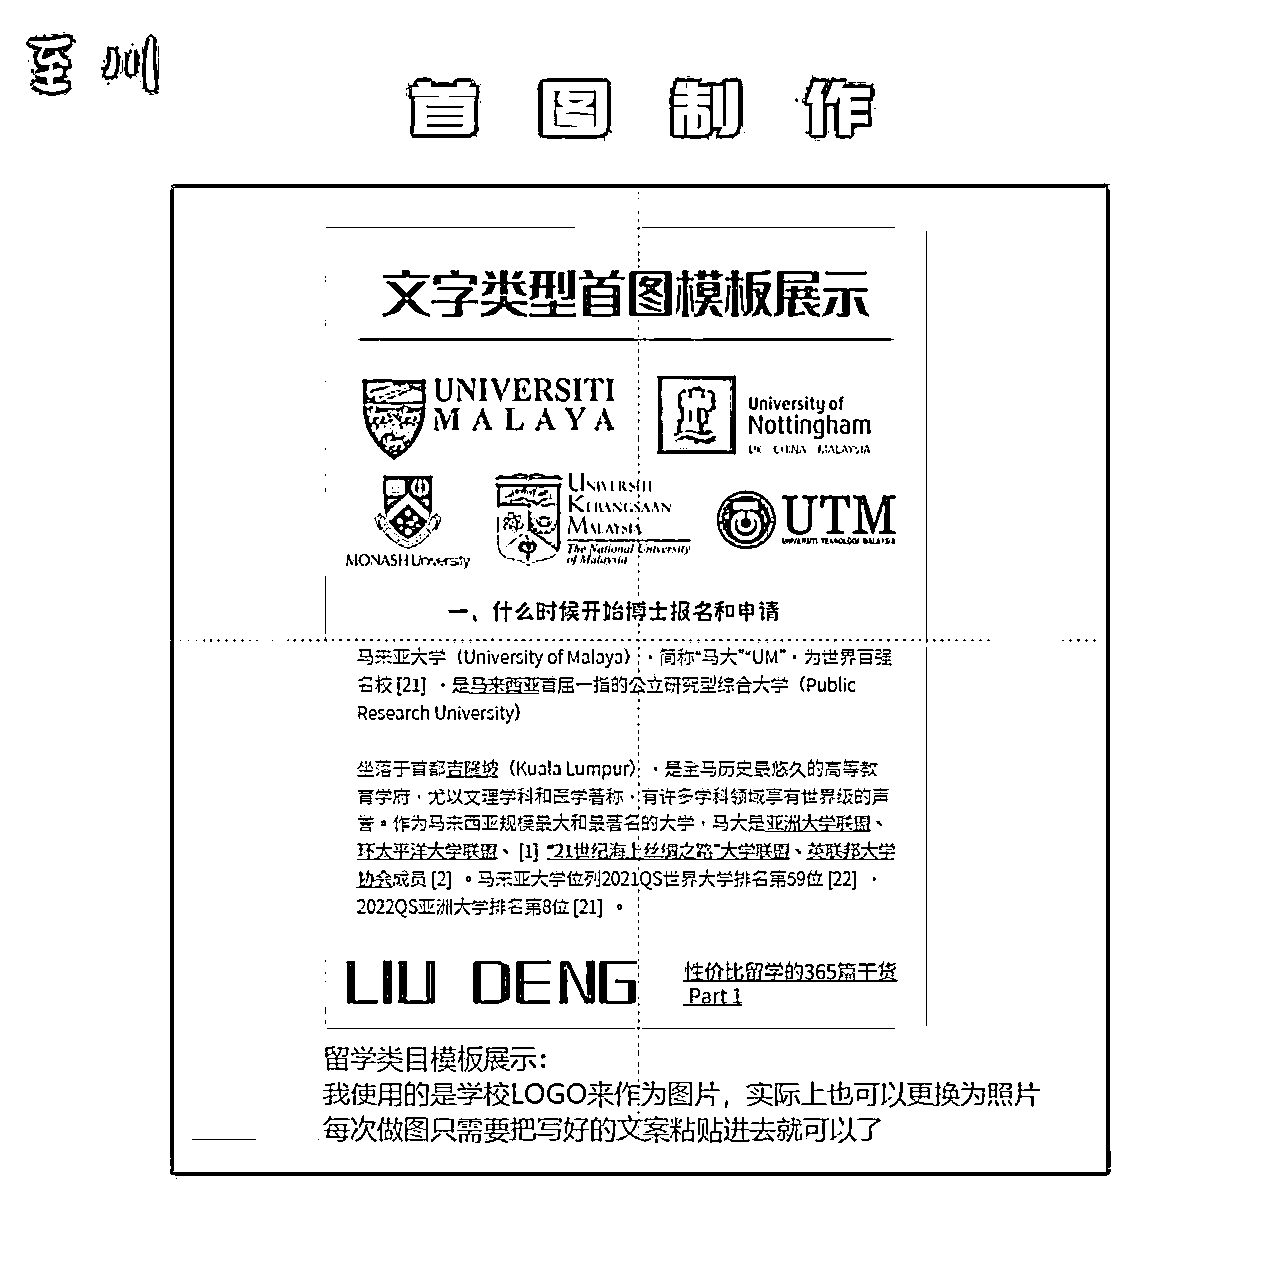 首图制作
文字类型首图模板展示
UNIVERSITI
MALAYA
University of
Nottingham
UK CHINA MALAYSIA
MONASH University
UNIVERSITI
KEBANGSAAN
MALAYSIA
The National University
of Malaysia
UTM
UNIVERSITI TEKNOLOGI MALAYSIA
一、什么时候开始博士报名和申请
马来亚大学（University of Malaya），简称“马大”“UM”，为世界百强
名校 [21] ，是马来西亚首屈一指的公立研究型综合大学（Public
Research University）
坐落于首都吉隆坡（Kuala Lumpur），是全马历史最悠久的高等教
育学府，尤以文理学科和医学著称，有许多学科领域享有世界级的声
誉。作为马来西亚规模最大和最著名的大学，马大是亚洲大学联盟、
环太平洋大学联盟、 [1] “21世纪海上丝绸之路”大学联盟、英联邦大学
协会成员 [2] 。马来亚大学位列2021QS世界大学排名第59位 [22] ，
2022QS亚洲大学排名第8位 [21] 。
LIU DENG
性价比留学的365篇干货
Part 1
留学类目模板展示：
我使用的是学校LOGO来作为图片，实际上也可以更换为照片
每次做图只需要把写好的文案粘贴进去就可以了